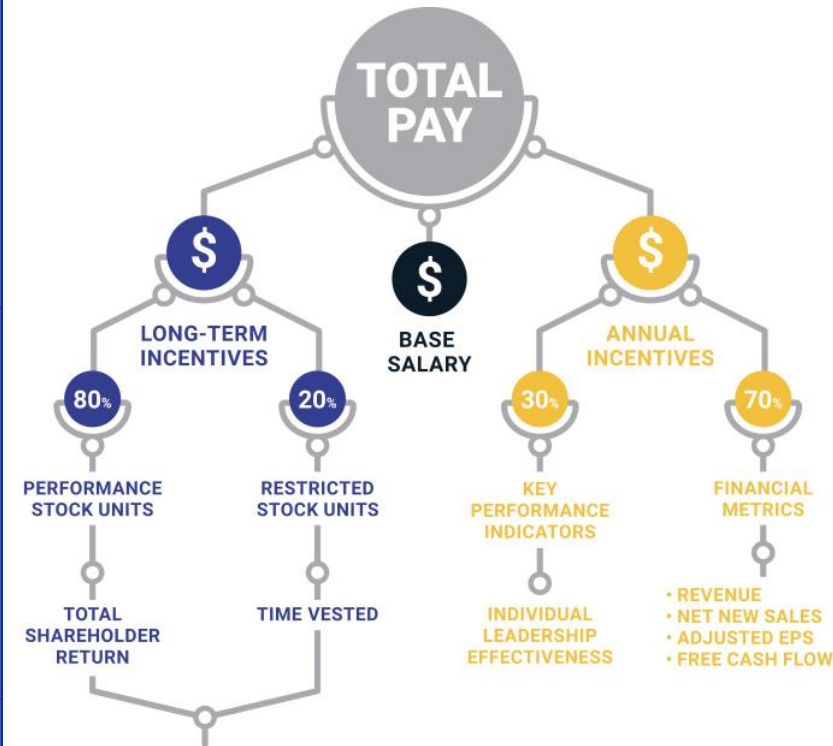 TOTAL
PAY
$
$
$
LONG-TERM
INCENTIVES
BASE
SALARY
ANNUAL
INCENTIVES
80%
20%
30%
70%
PERFORMANCE
STOCK UNITS
RESTRICTED
STOCK UNITS
KEY
PERFORMANCE
INDICATORS
FINANCIAL
METRICS
TOTAL
SHAREHOLDER
RETURN
TIME VESTED
INDIVIDUAL
LEADERSHIP
EFFECTIVENESS
• REVENUE
• NET NEW SALES
• ADJUSTED EPS
• FREE CASH FLOW